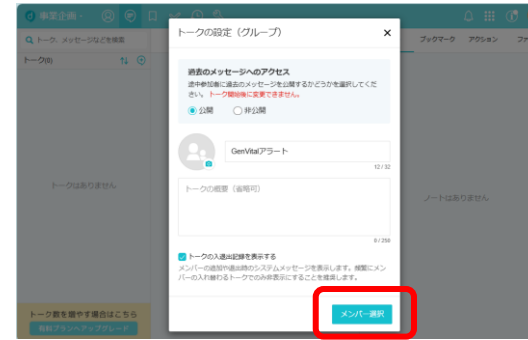 事業企画
トーク、メッセージなどを検索
トーク(0)
トークはありません
トーク数を増やす場合はこちら
有料プランへアップグレード
トークの設定（グループ）
×
過去のメッセージへのアクセス
途中参加者に過去のメッセージを公開するかどうかを選択してくだ
さい。トーク開始後に変更できません。
公開 非公開
GenVitalアラート
12 / 32
トークの概要（省略可）
0 / 250
トークの入退出記録を表示する
メンバーの追加や退出時のシステムメッセージを表示します。頻繁にメン
バーの入れ替わるトークでのみ非表示にすることを推奨します。
メンバー選択
ブックマーク アクション ファ
ノートはありません